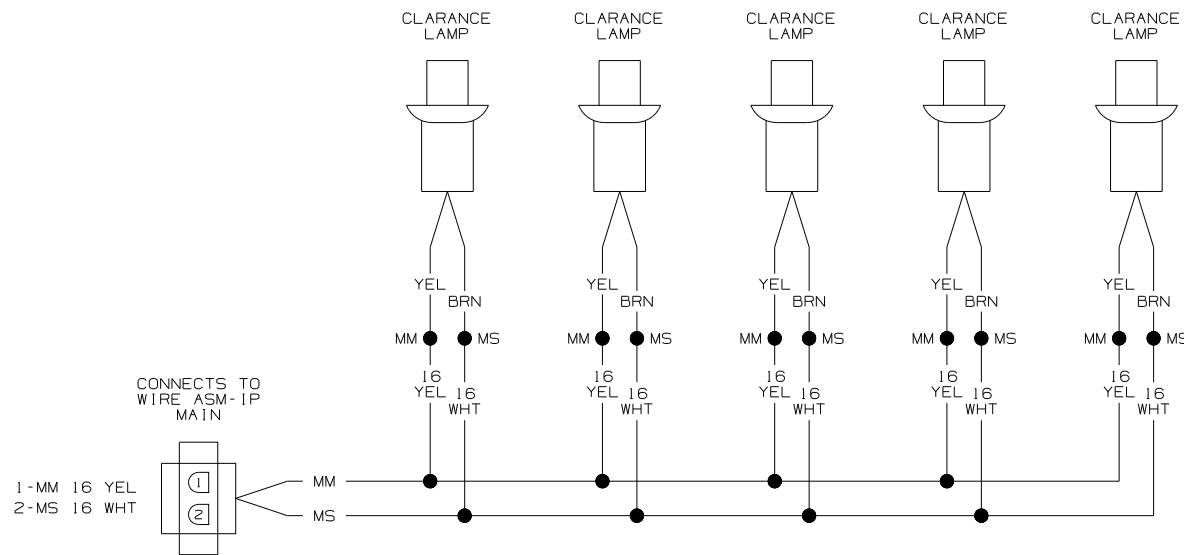 CLARANCE LAMP
CLARANCE LAMP
CLARANCE LAMP
CLARANCE LAMP
CLARANCE LAMP
YEL
YEL
YEL
YEL
YEL
BRN
BRN
BRN
BRN
BRN
MM
MS
MM
MS
MM
MS
MM
MS
MM
MS
16 YEL
16 WHT
16 YEL
16 WHT
16 YEL
16 WHT
16 YEL
16 WHT
16 YEL
16 WHT
CONNECTS TO
WIRE ASM-IP
MAIN
1-MM 16 YEL
2-MS 16 WHT
1
2
MM
MS